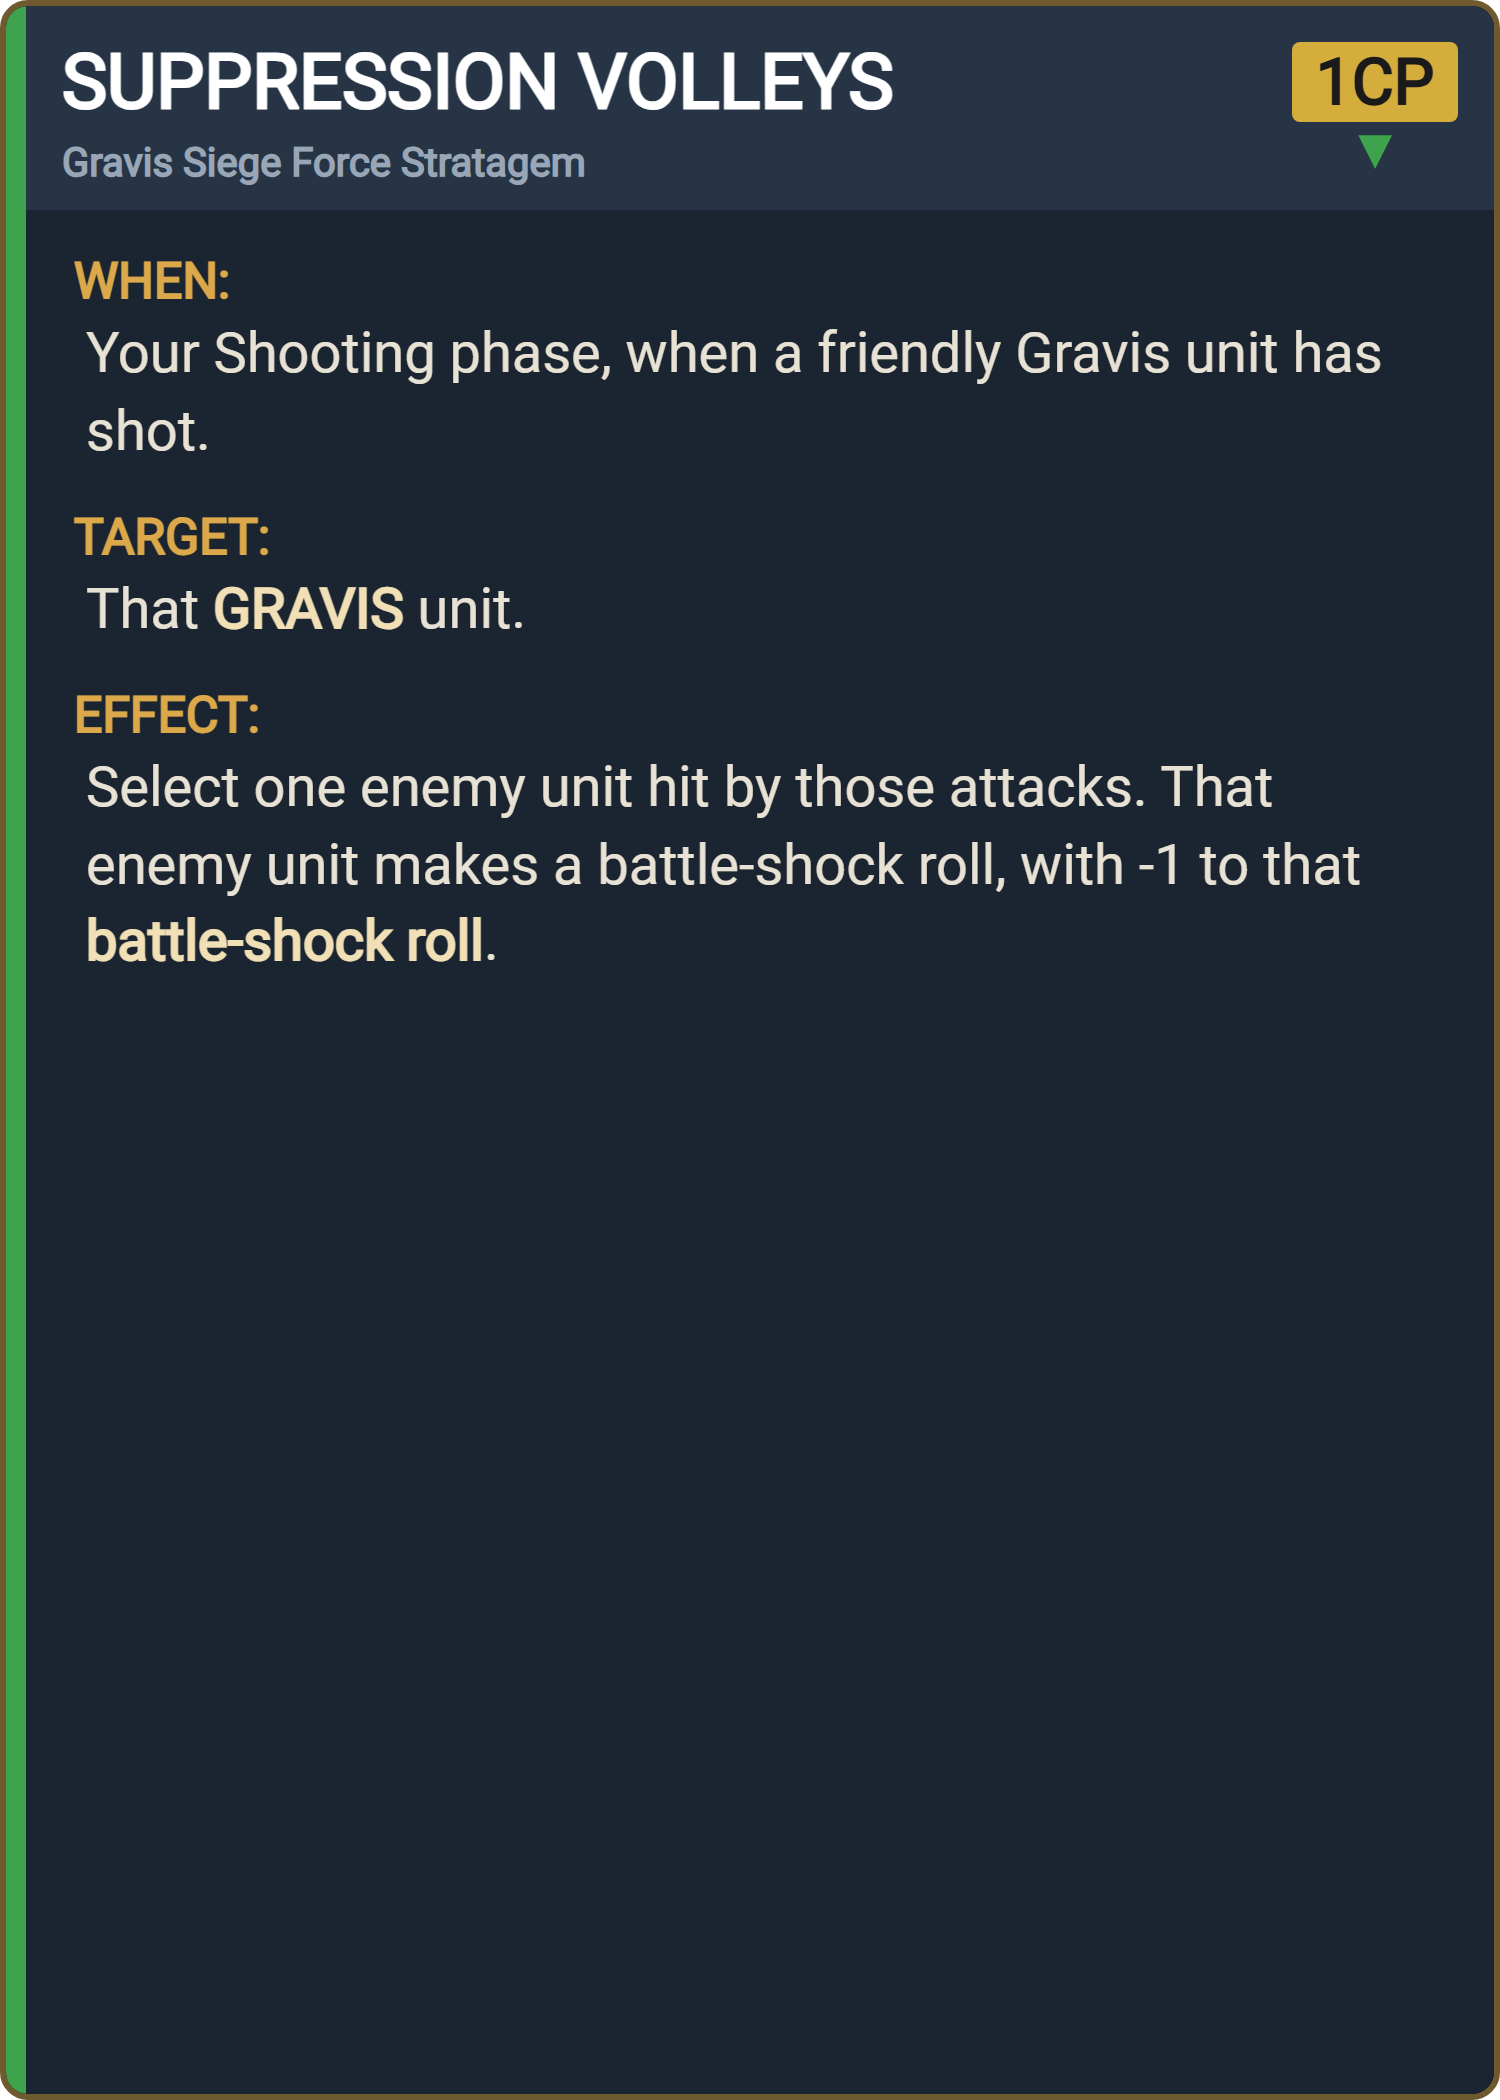 SUPPRESSION VOLLEYS
1CP
Gravis Siege Force Stratagem
WHEN:
Your Shooting phase, when a friendly Gravis unit has
shot.
TARGET:
That GRAVIS unit.
EFFECT:
Select one enemy unit hit by those attacks. That
enemy unit makes a battle-shock roll, with -1 to that
battle-shock roll.